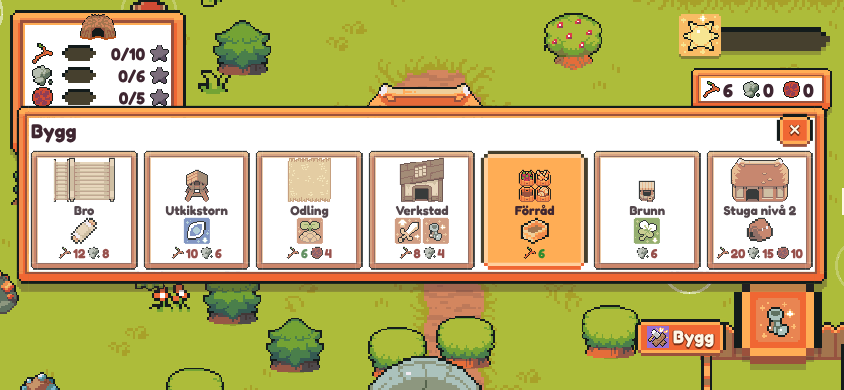 0/10
0/6
0/5
6 0 0
Bygg
×
Bro
12 8
Utkikstorn
10 6
Odling
6 4
Verkstad
8 4
Förråd
6
Brunn
6
Stuga nivå 2
20 15 10
Bygg